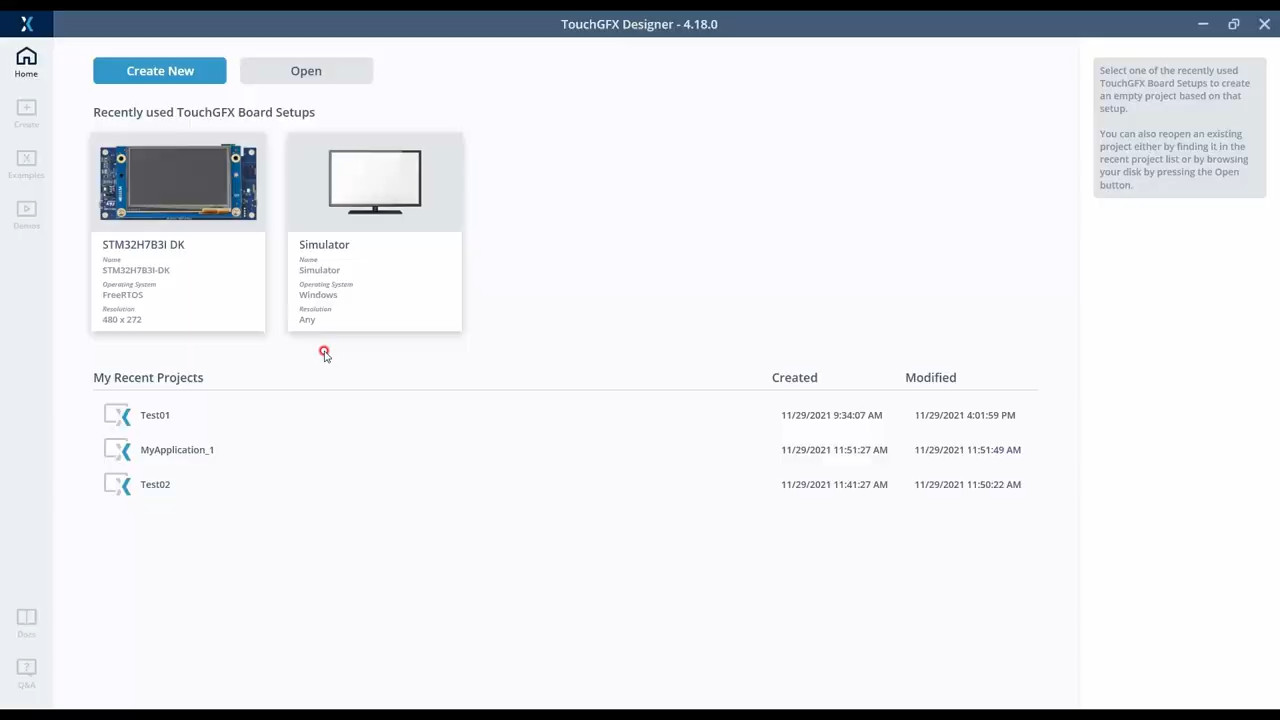 TouchGFX Designer - 4.18.0
Home
Create
Examples
Demos
Docs
Q&A
Create New
Open
Recently used TouchGFX Board Setups
STM32H7B3I DK
Name
STM32H7B3I-DK
Operating System
FreeRTOS
Resolution
480 x 272
Simulator
Name
Simulator
Operating System
Windows
Resolution
Any
My Recent Projects Created Modified
Test01 11/29/2021 9:34:07 AM 11/29/2021 4:01:59 PM
MyApplication_1 11/29/2021 11:51:27 AM 11/29/2021 11:51:49 AM
Test02 11/29/2021 11:41:27 AM 11/29/2021 11:50:22 AM
Select one of the recently used
TouchGFX Board Setups to create
an empty project based on that
setup.
You can also reopen an existing
project either by finding it in the
recent project list or by browsing
your disk by pressing the Open
button.